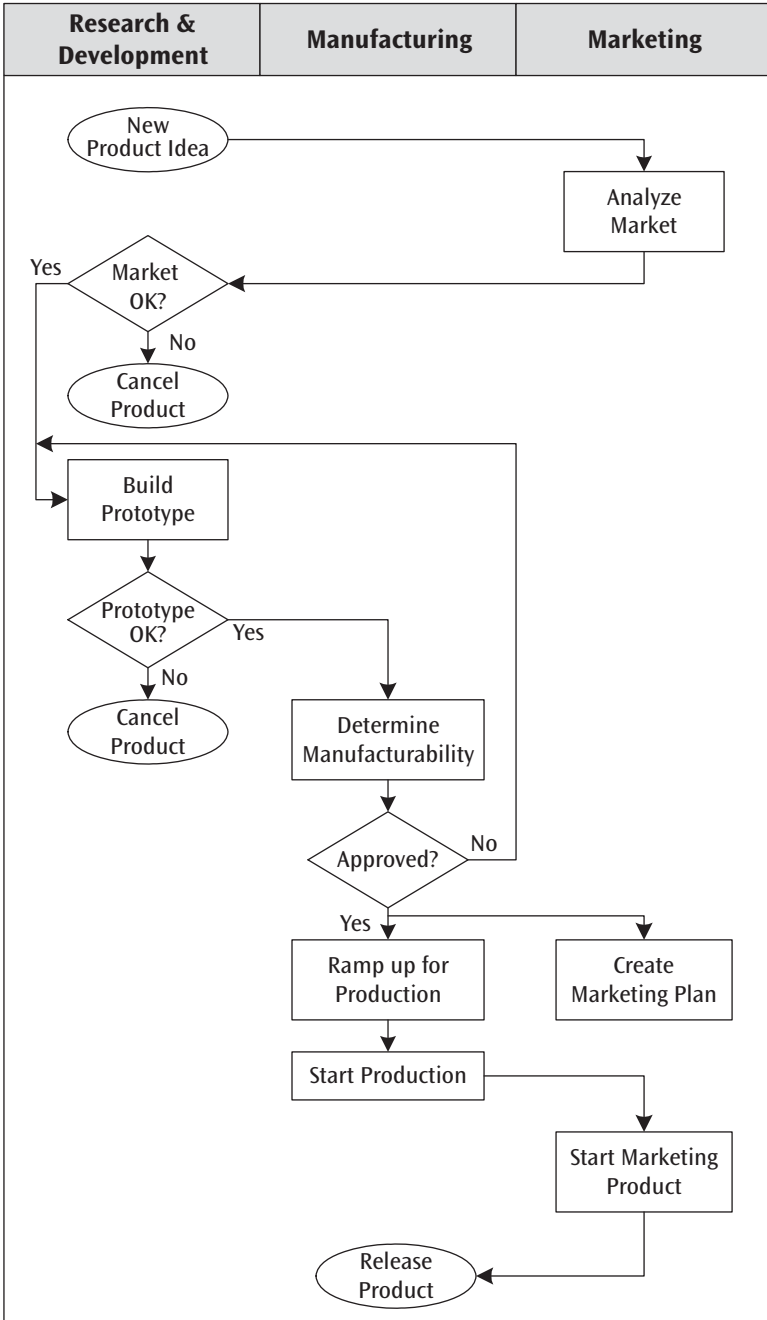 Research &
Development
Manufacturing
Marketing
New
Product Idea
Analyze
Market
Yes
Market
OK?
No
Cancel
Product
Build
Prototype
Prototype
OK?
Yes
No
Cancel
Product
Determine
Manufacturability
Approved?
No
Yes
Ramp up for
Production
Create
Marketing Plan
Start Production
Start Marketing
Product
Release
Product